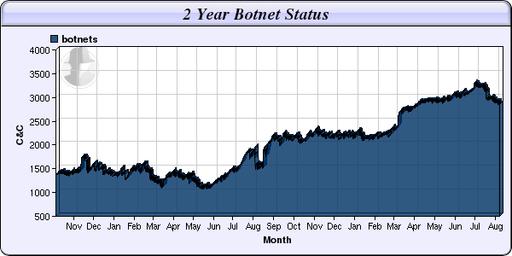 2 Year Botnet Status
botnets
4000
3500
3000
2500
2000
1500
1000
500
C&C
Nov Dec Jan Feb Mar Apr May Jun Jul Aug Sep Oct Nov Dec Jan Feb Mar Apr May Jun Jul Aug
Month